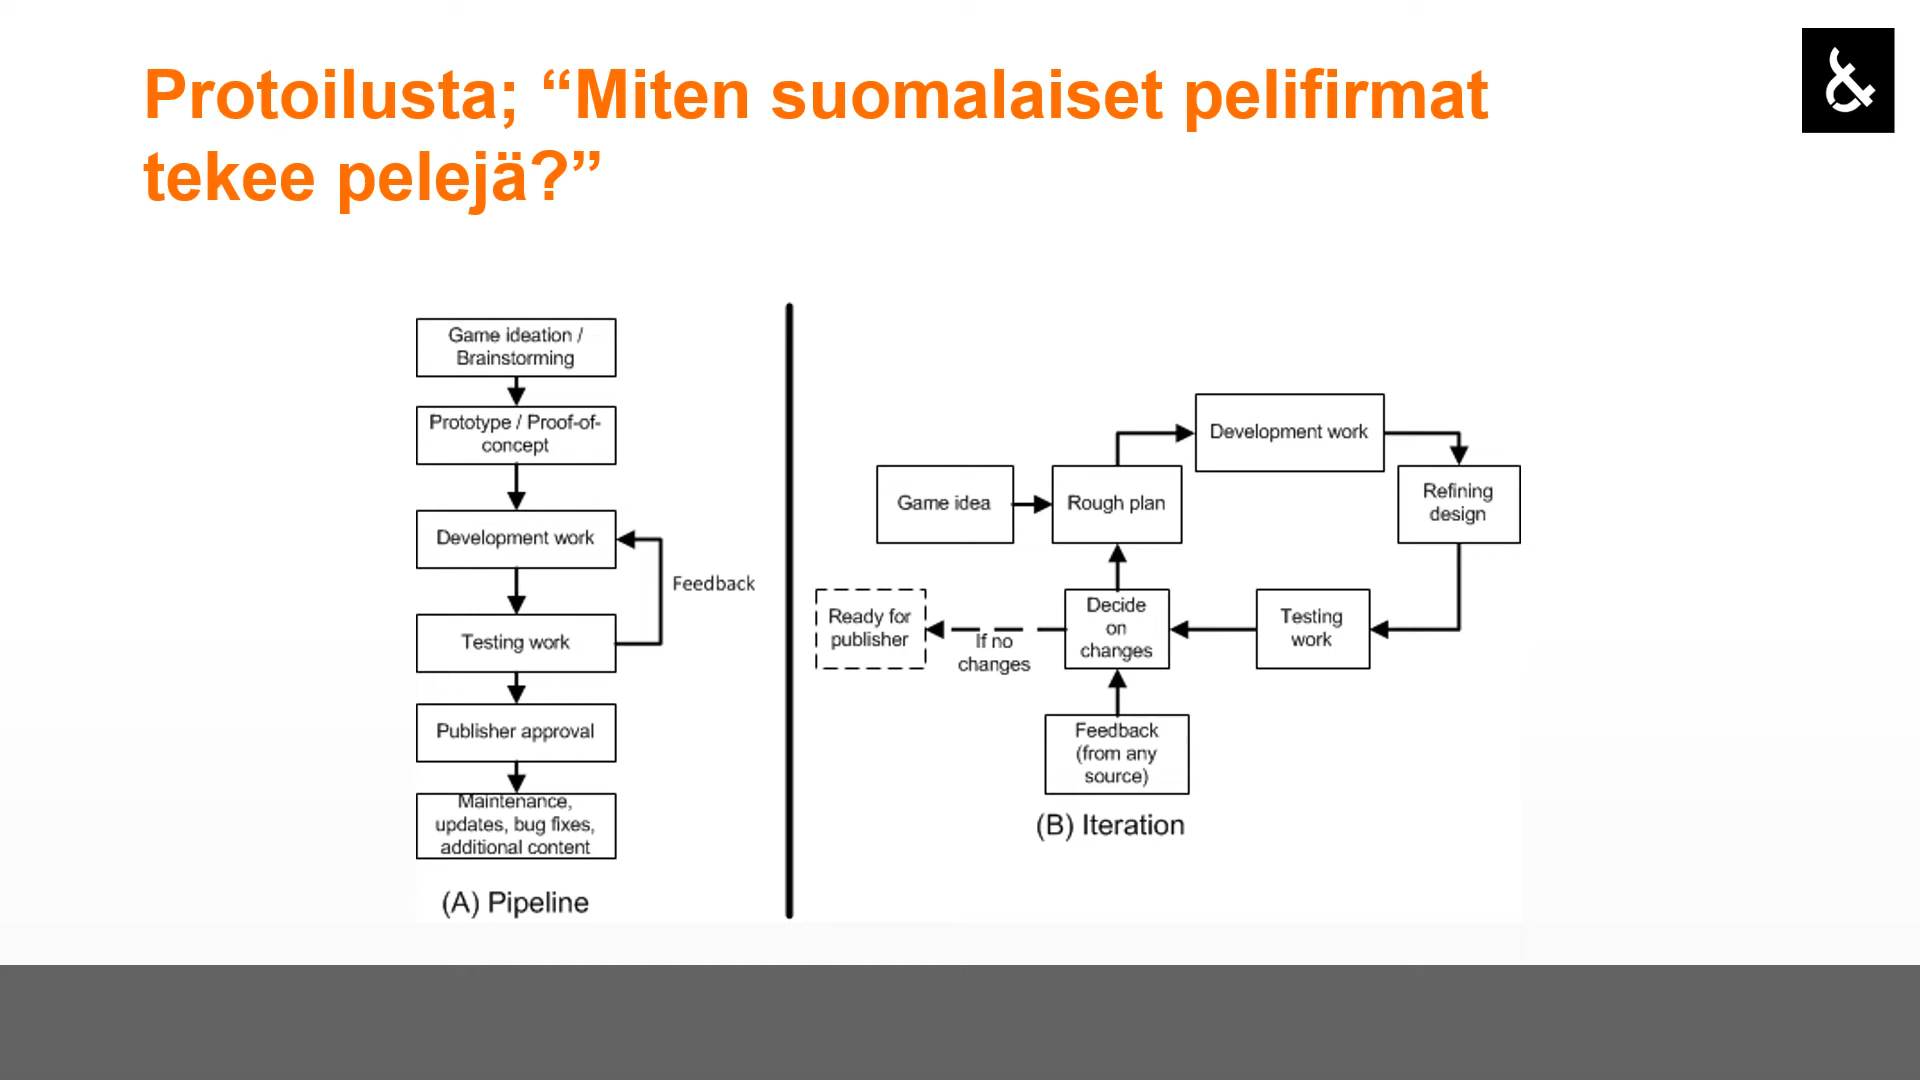 Protoilusta; “Miten suomalaiset pelifirmat
tekee pelejä?”
&
Game ideation /
Brainstorming
Prototype / Proof-of-
concept
Development work
Feedback
Testing work
Publisher approval
Maintenance,
updates, bug fixes,
additional content
(A) Pipeline
Game idea
Rough plan
Development work
Refining
design
Testing
work
Decide
on
changes
If no
changes
Ready for
publisher
Feedback
(from any
source)
(B) Iteration